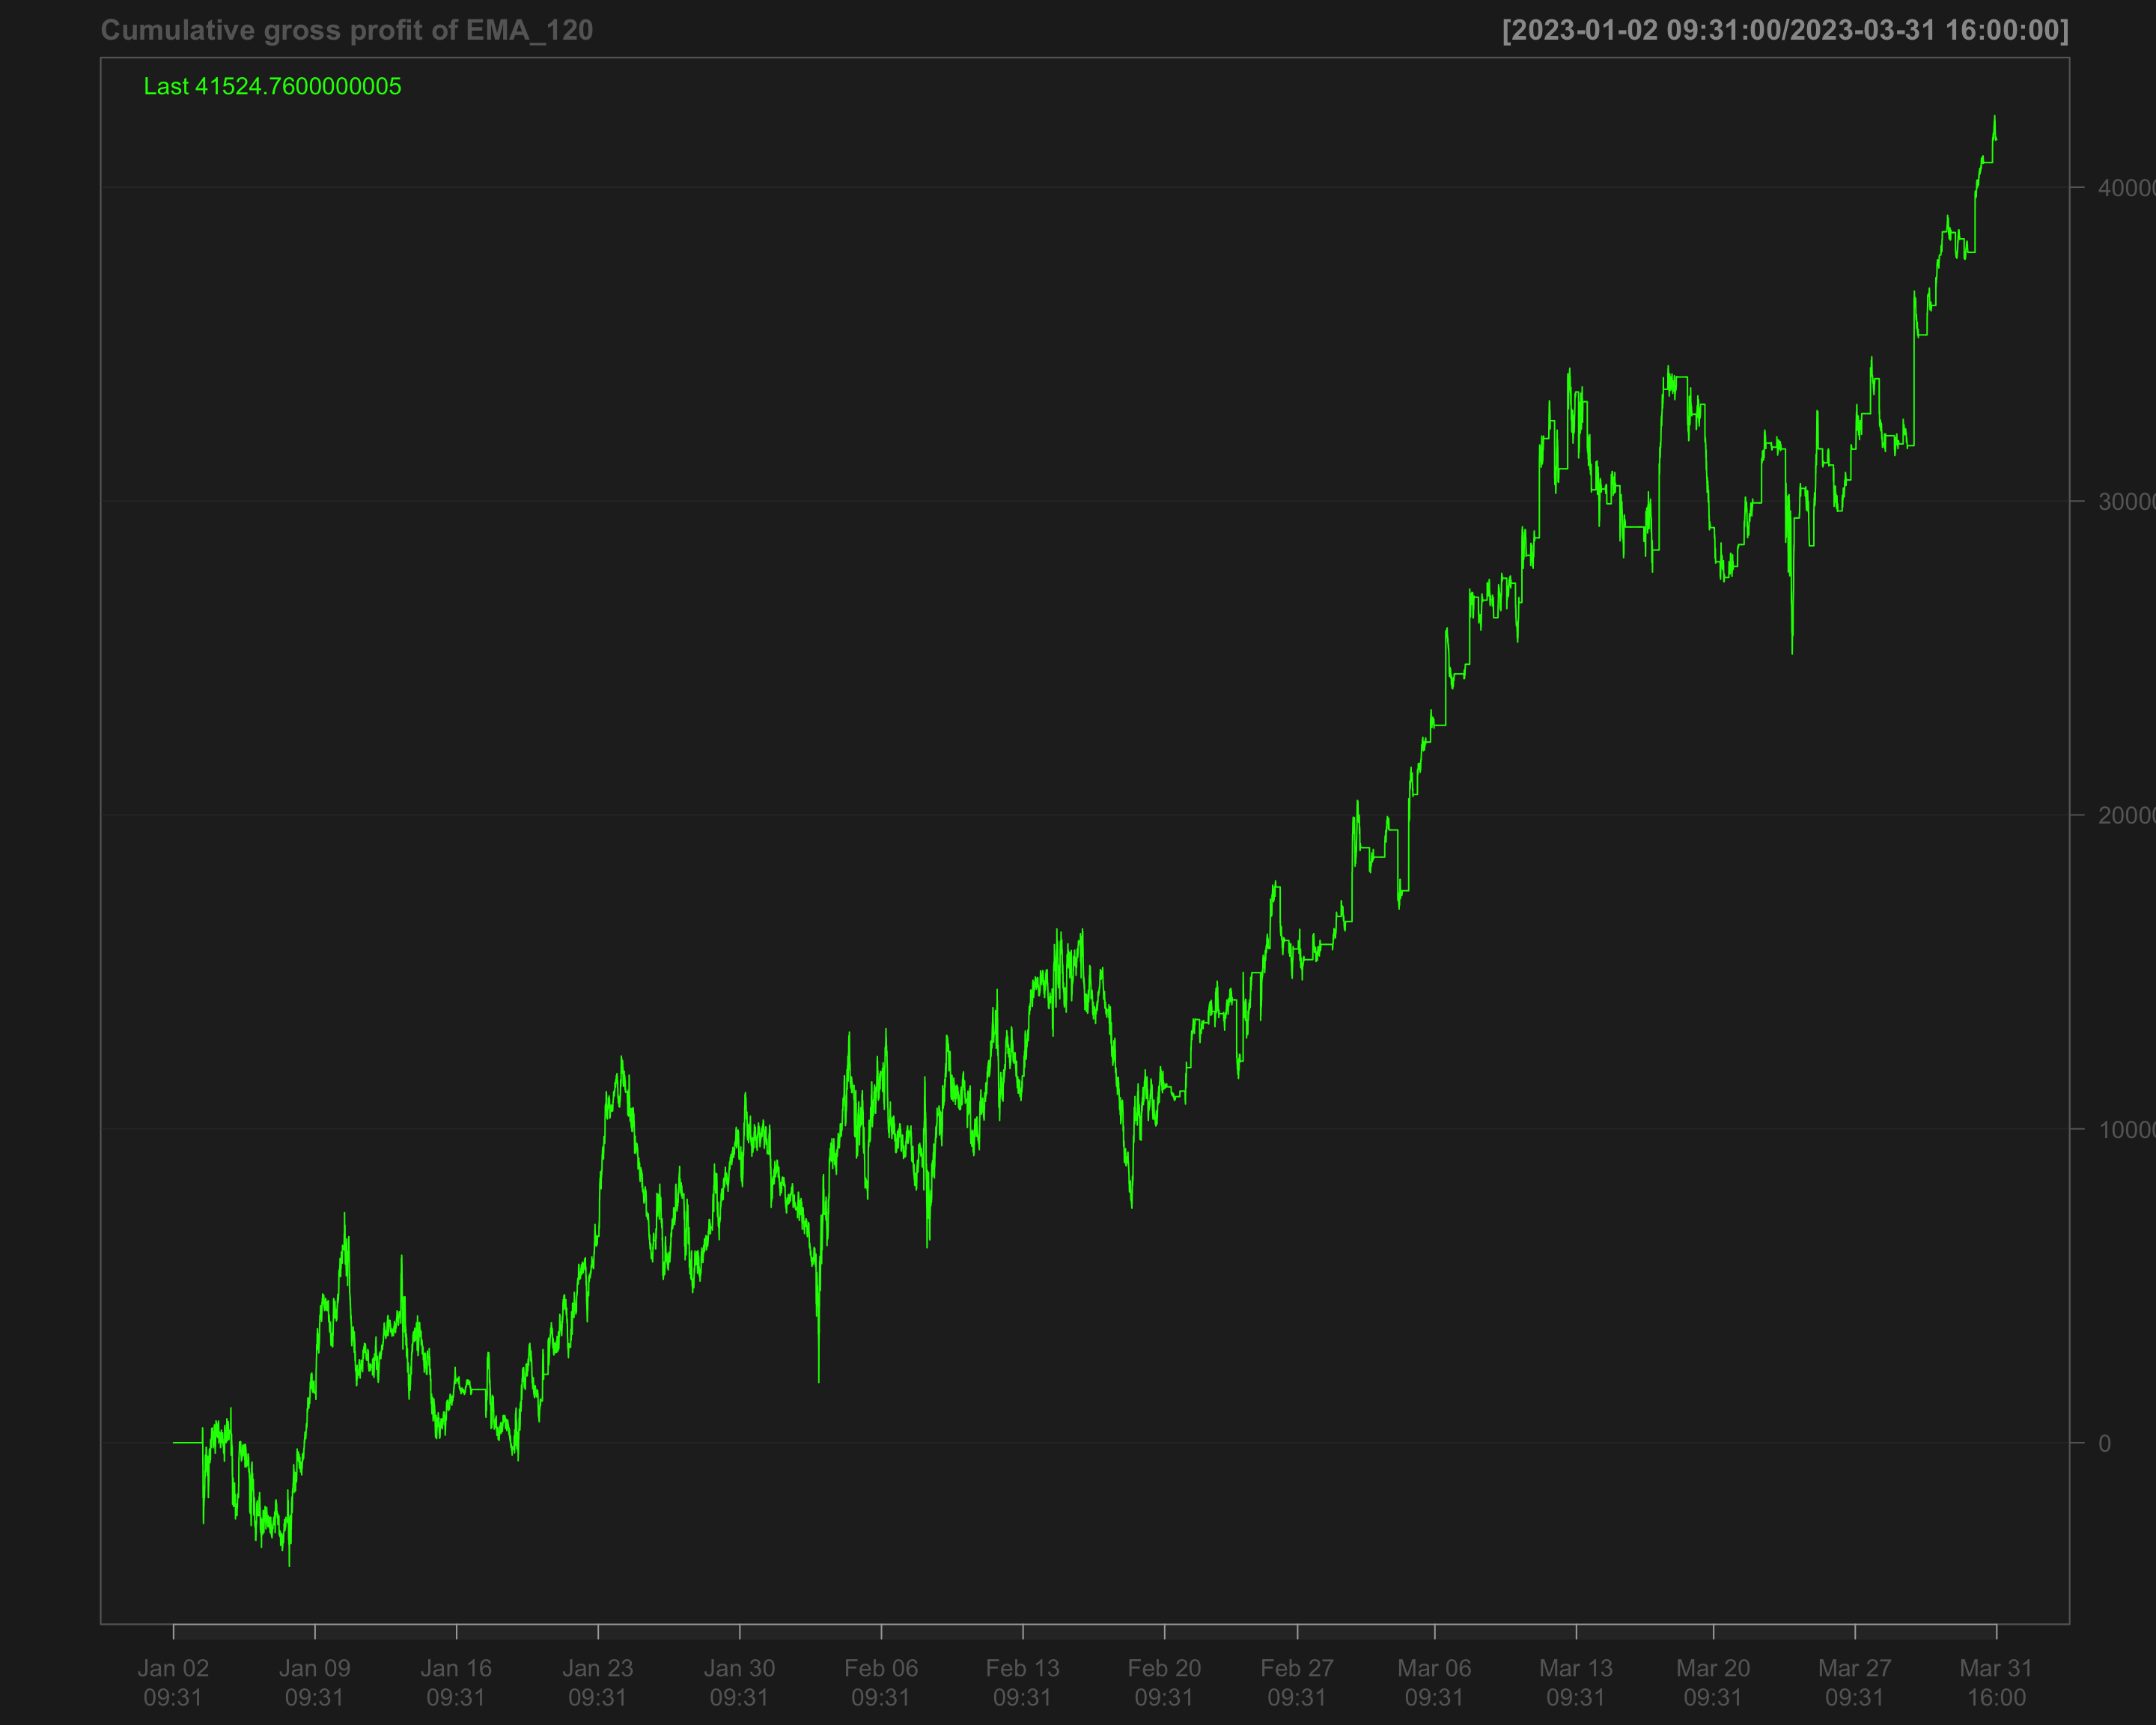 Cumulative gross profit of EMA_120
[2023-01-02 09:31:00/2023-03-31 16:00:00]
Last 41524.7600000005
40000
30000
20000
10000
0
Jan 02 Jan 09 Jan 16 Jan 23 Jan 30 Feb 06 Feb 13 Feb 20 Feb 27 Mar 06 Mar 13 Mar 20 Mar 27 Mar 31
09:31 09:31 09:31 09:31 09:31 09:31 09:31 09:31 09:31 09:31 09:31 09:31 09:31 16:00